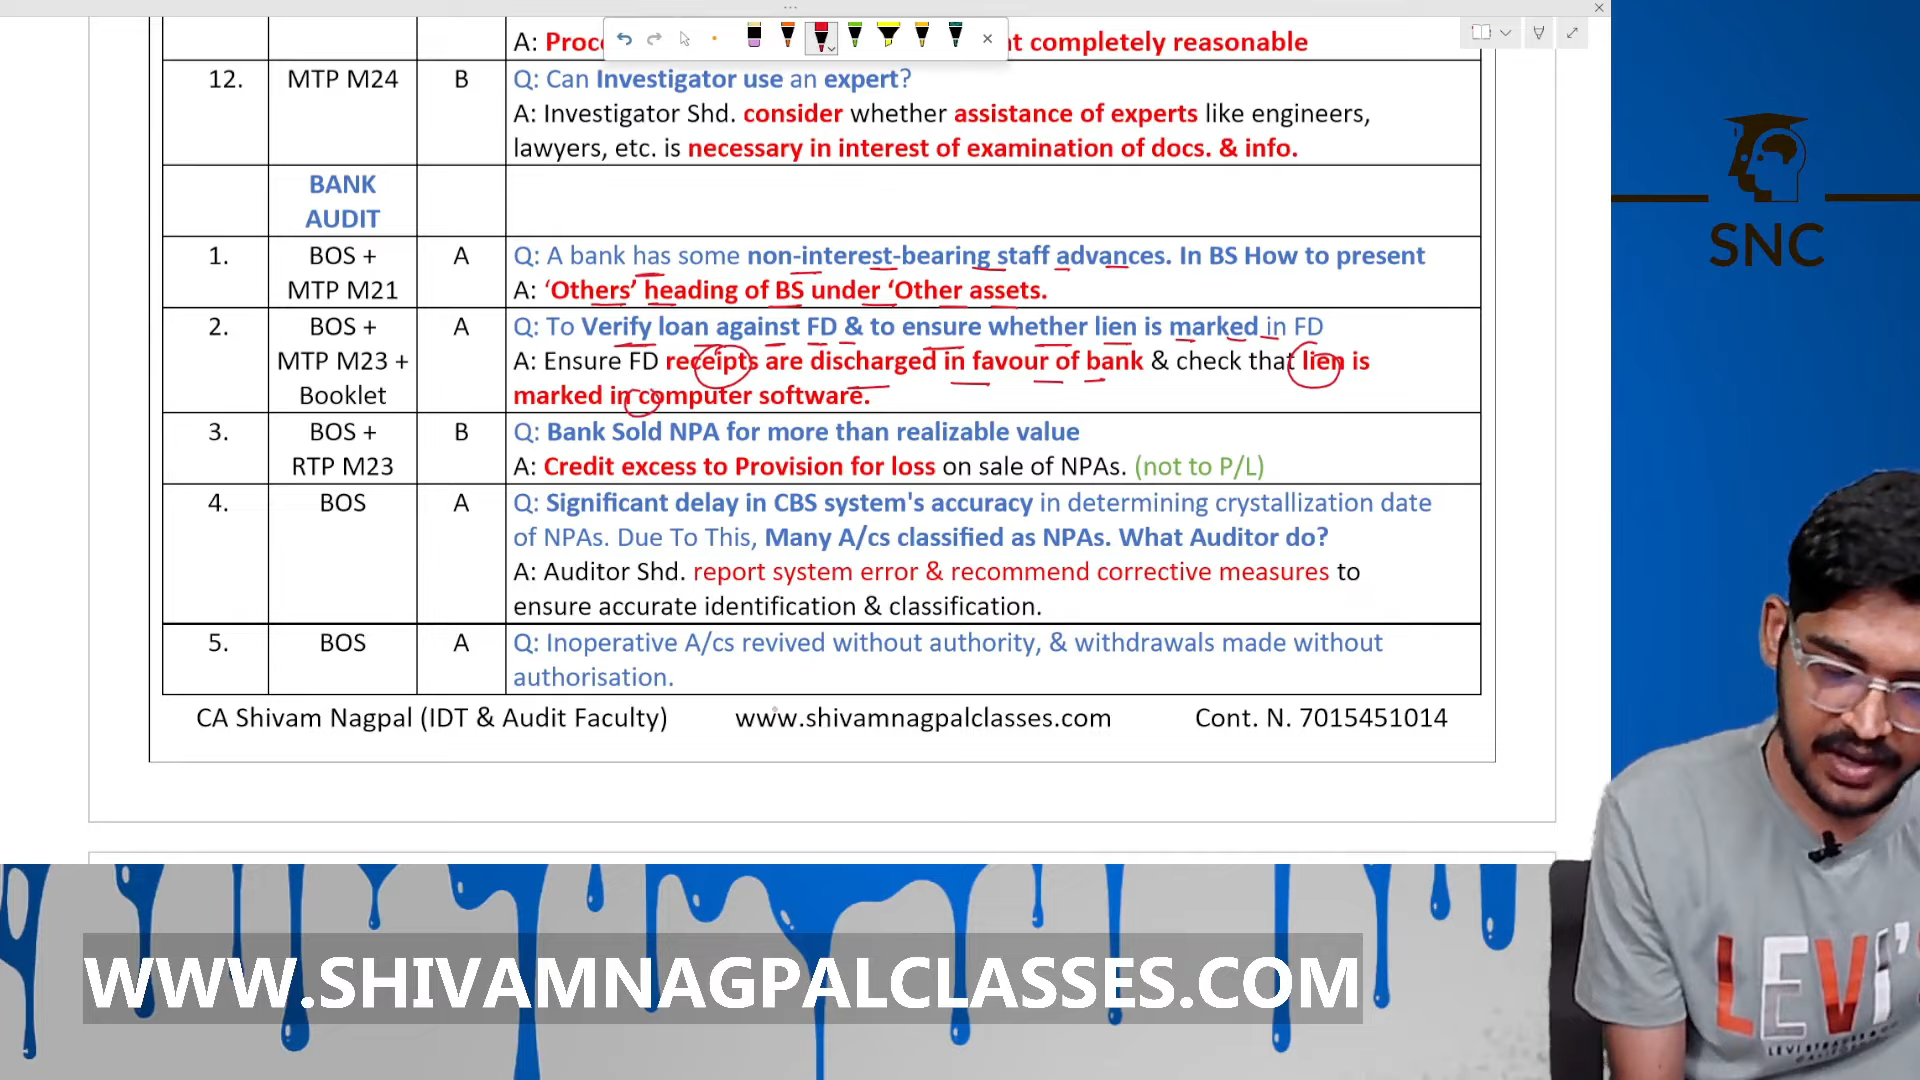 A: Proc
t completely reasonable
12. MTP M24 B Q: Can Investigator use an expert?
A: Investigator Shd. consider whether assistance of experts like engineers,
lawyers, etc. is necessary in interest of examination of docs. & info.
BANK
AUDIT
1. BOS + A Q: A bank has some non-interest-bearing staff advances. In BS How to present
MTP M21 A: ‘Others’ heading of BS under ‘Other assets.
2. BOS + A Q: To Verify loan against FD & to ensure whether lien is marked in FD
MTP M23 + A: Ensure FD receipts are discharged in favour of bank & check that lien is
Booklet marked in computer software.
3. BOS + B Q: Bank Sold NPA for more than realizable value
RTP M23 A: Credit excess to Provision for loss on sale of NPAs. (not to P/L)
4. BOS A Q: Significant delay in CBS system's accuracy in determining crystallization date
of NPAs. Due To This, Many A/cs classified as NPAs. What Auditor do?
A: Auditor Shd. report system error & recommend corrective measures to
ensure accurate identification & classification.
5. BOS A Q: Inoperative A/cs revived without authority, & withdrawals made without
authorisation.
CA Shivam Nagpal (IDT & Audit Faculty) www.shivamnagpalclasses.com Cont. N. 7015451014
SNC
WWW.SHIVAMNAGPALCLASSES.COM
LEVI'S